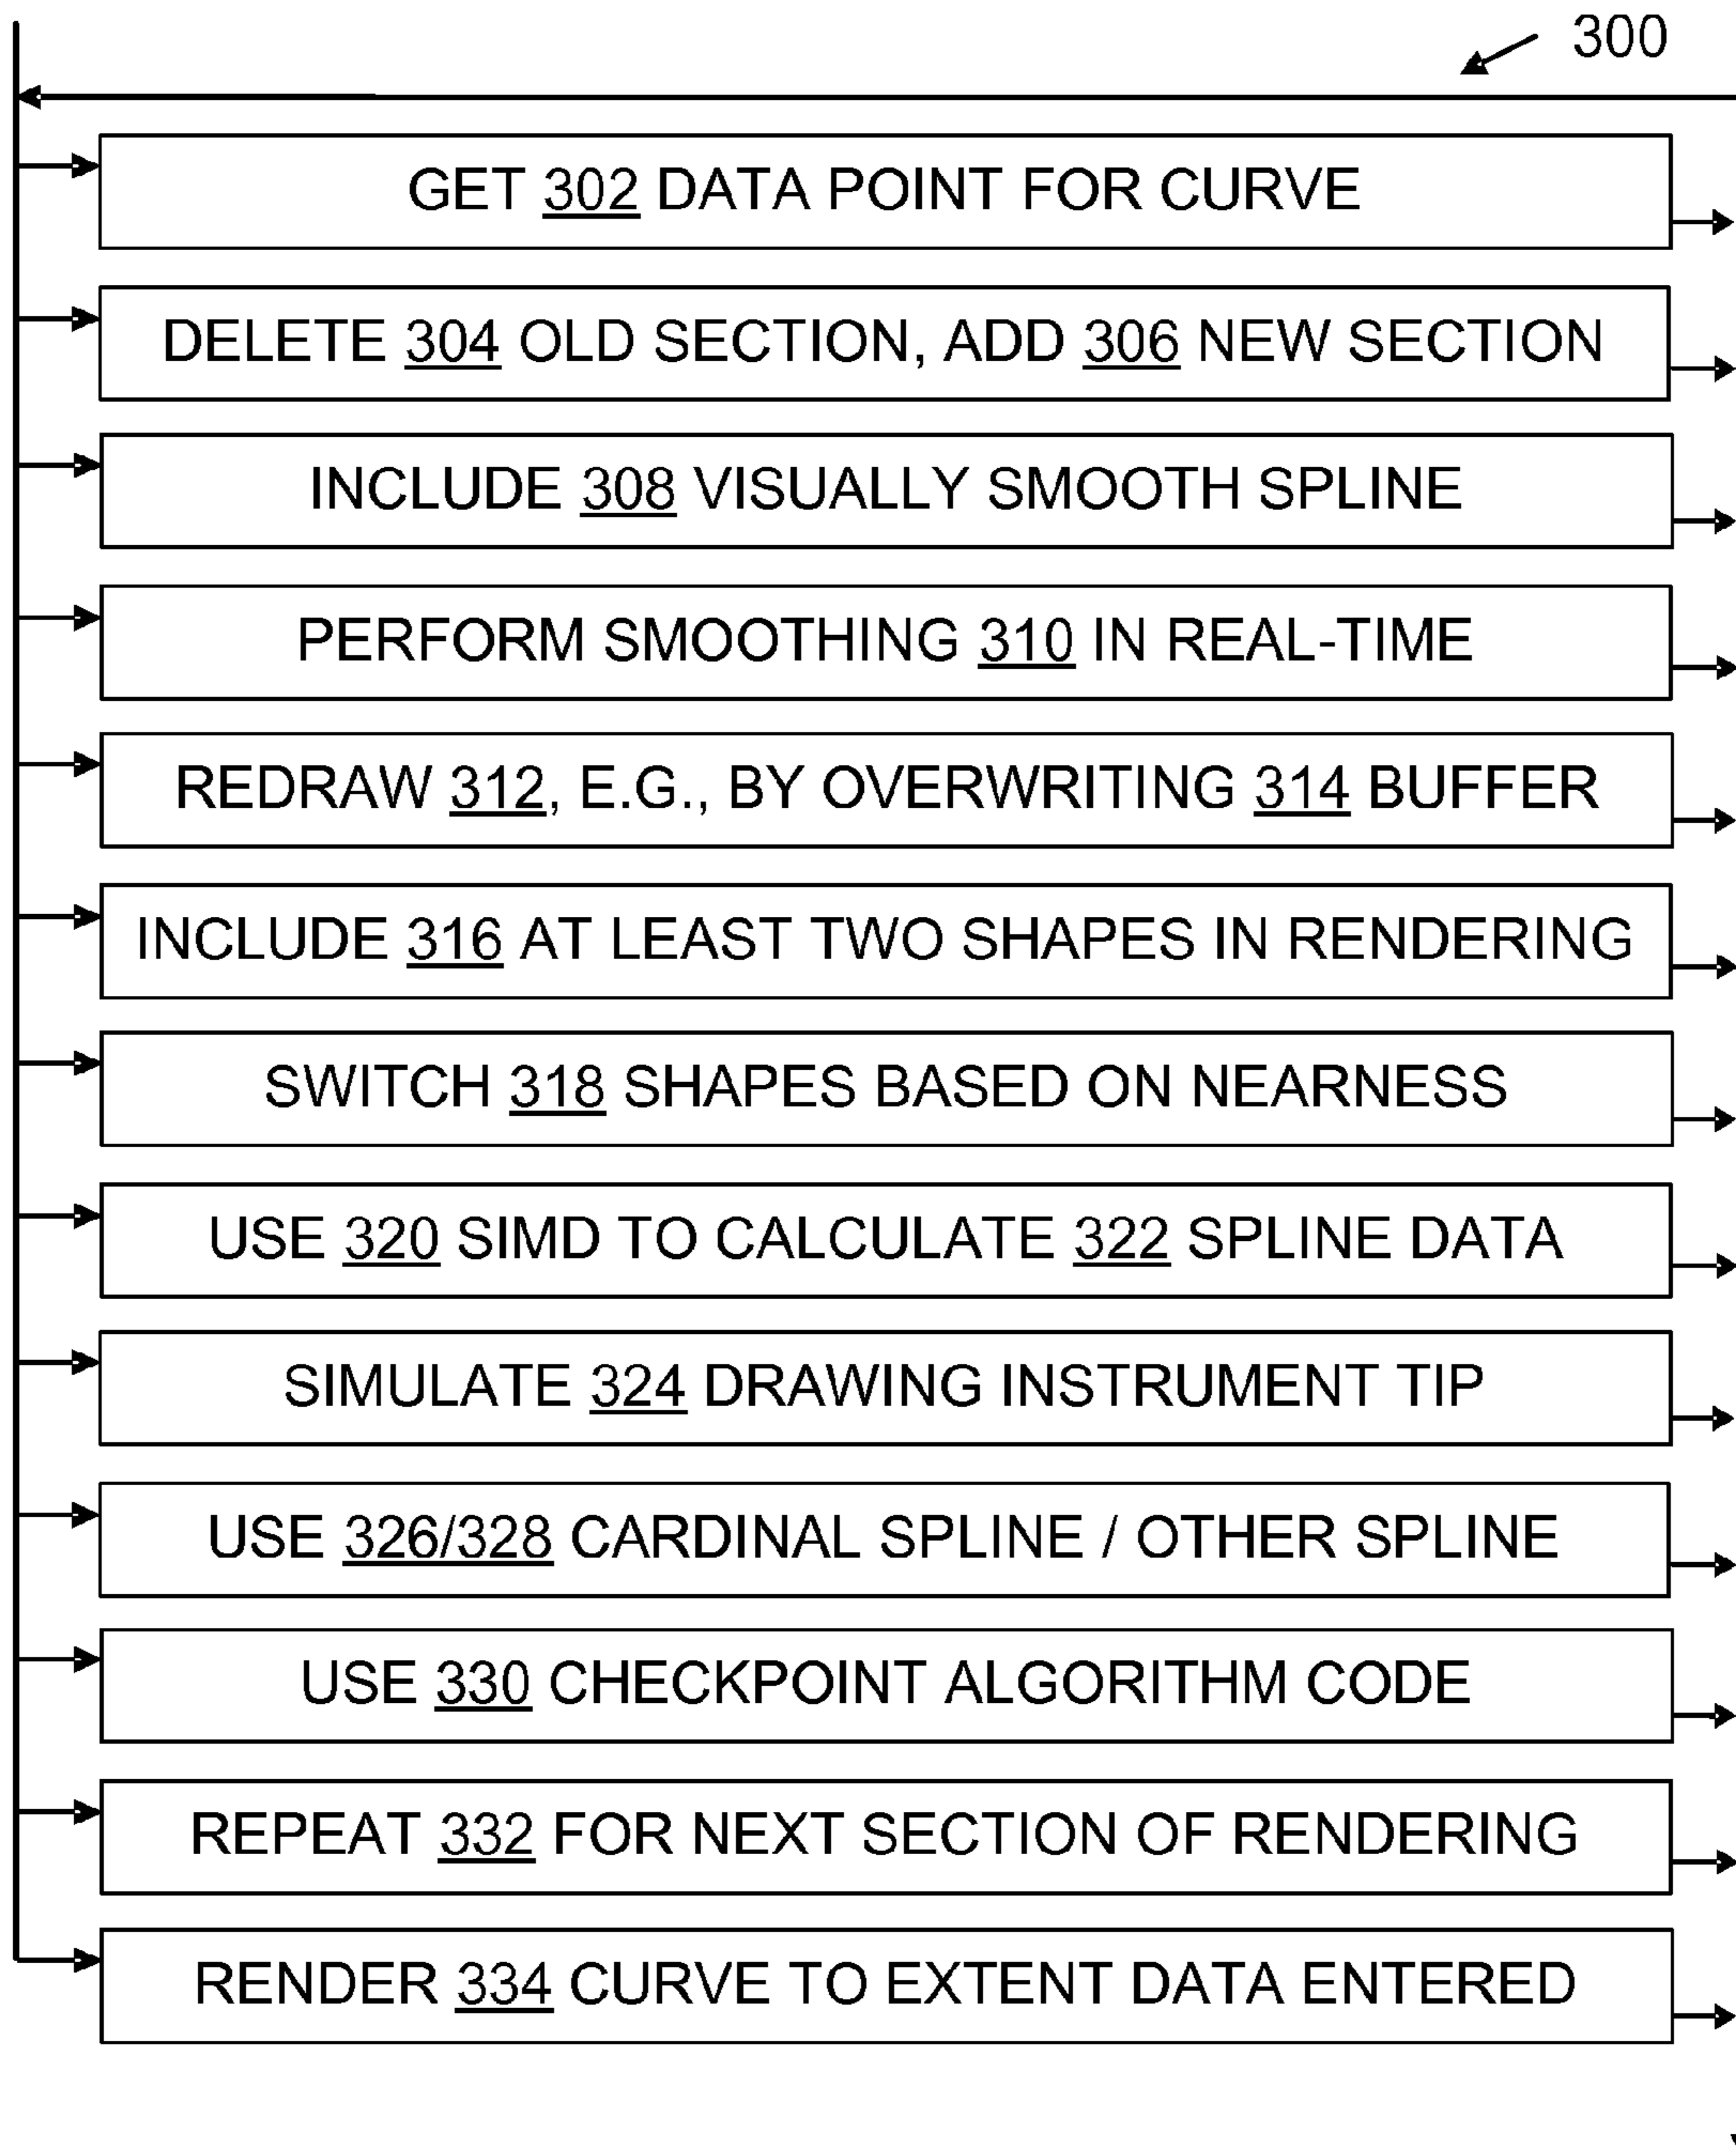 300
GET 302 DATA POINT FOR CURVE
DELETE 304 OLD SECTION, ADD 306 NEW SECTION
INCLUDE 308 VISUALLY SMOOTH SPLINE
PERFORM SMOOTHING 310 IN REAL-TIME
REDRAW 312, E.G., BY OVERWRITING 314 BUFFER
INCLUDE 316 AT LEAST TWO SHAPES IN RENDERING
SWITCH 318 SHAPES BASED ON NEARNESS
USE 320 SIMD TO CALCULATE 322 SPLINE DATA
SIMULATE 324 DRAWING INSTRUMENT TIP
USE 326/328 CARDINAL SPLINE / OTHER SPLINE
USE 330 CHECKPOINT ALGORITHM CODE
REPEAT 332 FOR NEXT SECTION OF RENDERING
RENDER 334 CURVE TO EXTENT DATA ENTERED